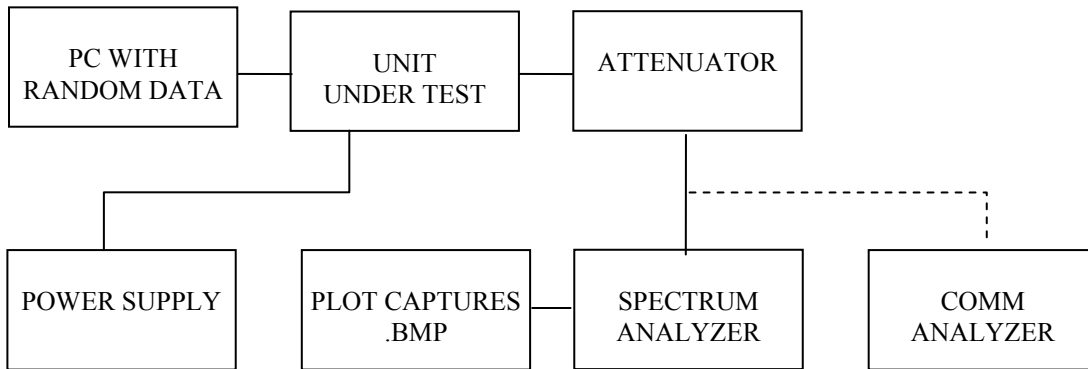 PC WITH
RANDOM DATA
UNIT
UNDER TEST
ATTENUATOR
POWER SUPPLY
PLOT CAPTURES
.BMP
SPECTRUM
ANALYZER
COMM
ANALYZER